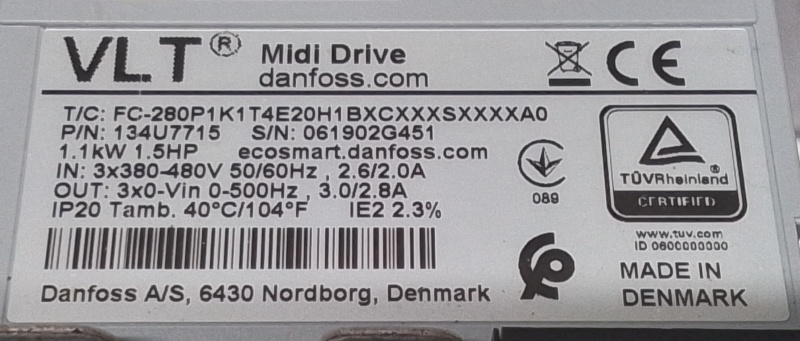 VLT® Midi Drive
danfoss.com
CE
T/C: FC-280P1K1T4E20H1BXCXXXSXXXXA0
P/N: 134U7715 S/N: 061902G451
1.1kW 1.5HP ecosmart.danfoss.com
IN: 3x380-480V 50/60Hz , 2.6/2.0A
OUT: 3x0-Vin 0-500Hz , 3.0/2.8A
IP20 Tamb. 40°C/104°F IE2 2.3%
089
TÜVRheinland®
CERTIFIED
www.tuv.com
ID 0600000000
MADE IN
DENMARK
Danfoss A/S, 6430 Nordborg, Denmark